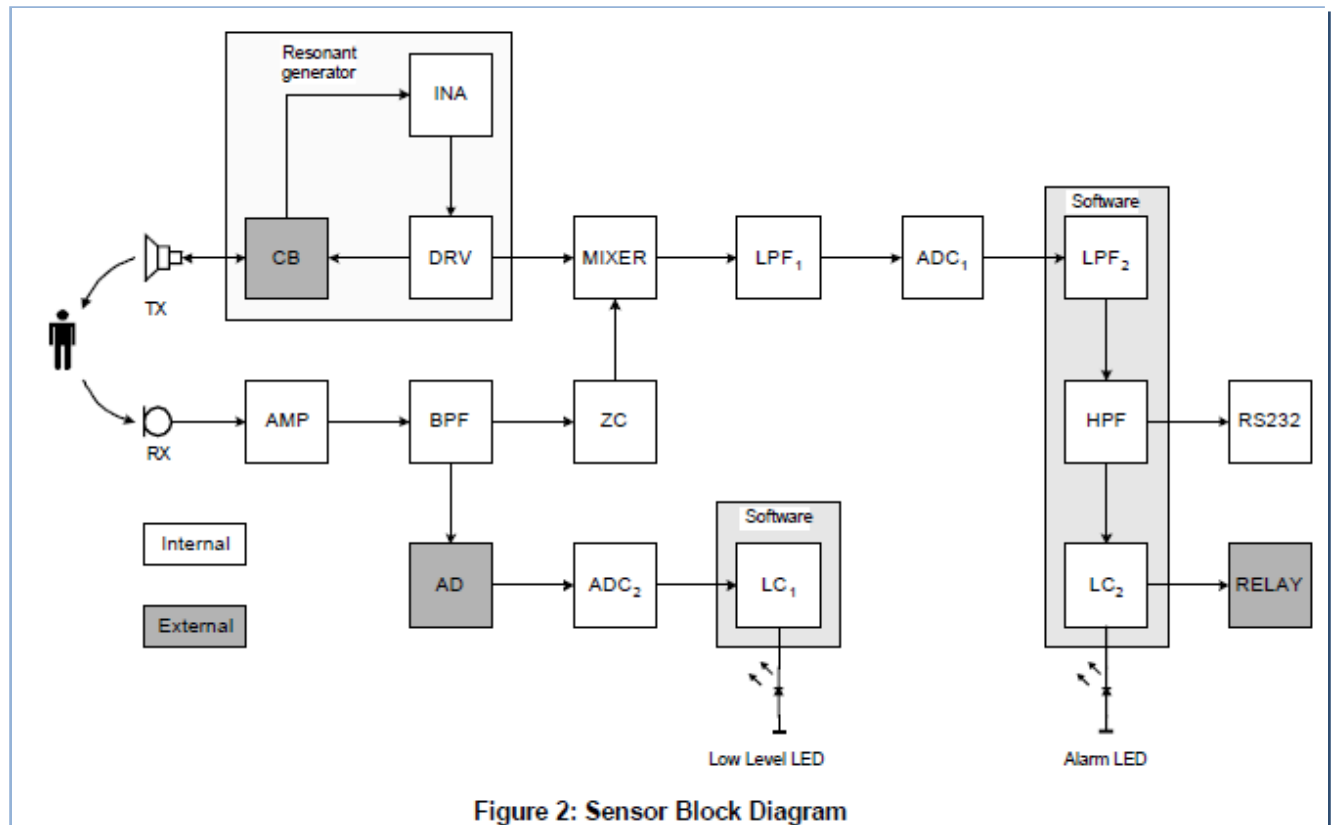 Resonant
generator
INA
Software
CB
DRV
MIXER
LPF₁
ADC₁
LPF₂
TX
AMP
BPF
ZC
HPF
RS232
RX
Internal
Software
AD
ADC₂
LC₁
LC₂
RELAY
External
Low Level LED
Alarm LED
Figure 2: Sensor Block Diagram